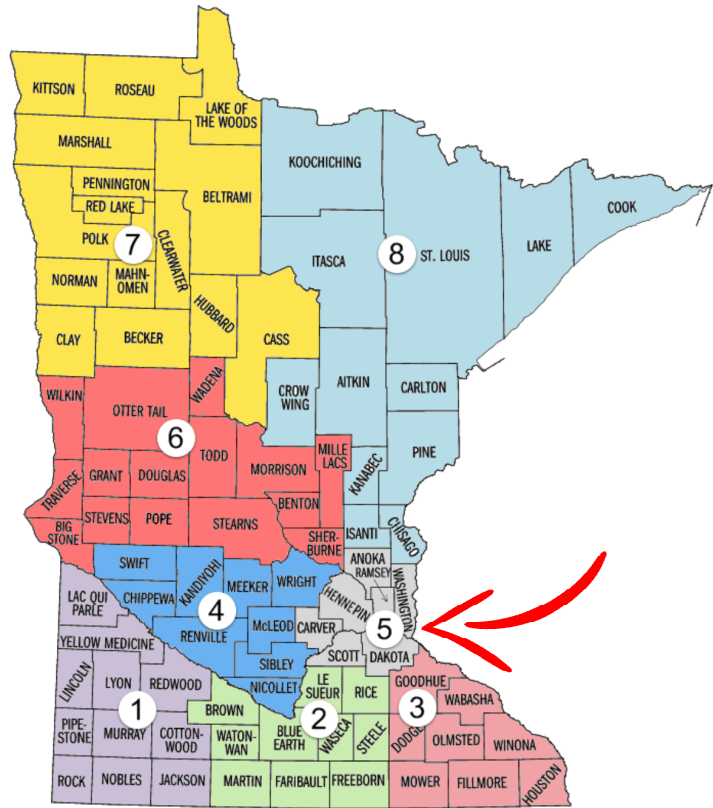 KITTSON
ROSEAU
LAKE OF
THE WOODS
MARSHALL
KOOCHICHING
PENNINGTON
BELTRAMI
RED LAKE
COOK
POLK
7
CLEARWATER
ITASCA
8
ST. LOUIS
LAKE
NORMAN
MAHN-
OMEN
HUBBARD
CLAY
BECKER
CASS
WILKIN
WADENA
CROW
WING
AITKIN
CARLTON
OTTER TAIL
6
TODD
MILLE
LACS
PINE
KANABEC
MORRISON
TRAVERSE
GRANT
DOUGLAS
BENTON
BIG
STONE
STEVENS
POPE
STEARNS
SHER-
BURNE
ISANTI
CHISAGO
SWIFT
KANDIYOHI
MEEKER
WRIGHT
ANOKA
RAMSEY
WASHINGTON
LAC QUI
PARLE
CHIPPEWA
HENNEPIN
4
McLEOD
CARVER
5
RENVILLE
YELLOW MEDICINE
SIBLEY
SCOTT
DAKOTA
LINCOLN
LYON
REDWOOD
NICOLLET
LE
SUEUR
RICE
GOODHUE
WABASHA
1
BROWN
2
3
PIPE-
STONE
MURRAY
COTTON-
WOOD
WATON-
WAN
BLUE
EARTH
WASECA
STEELE
DODGE
OLMSTED
WINONA
ROCK
NOBLES
JACKSON
MARTIN
FARIBAULT
FREEBORN
MOWER
FILLMORE
HOUSTON